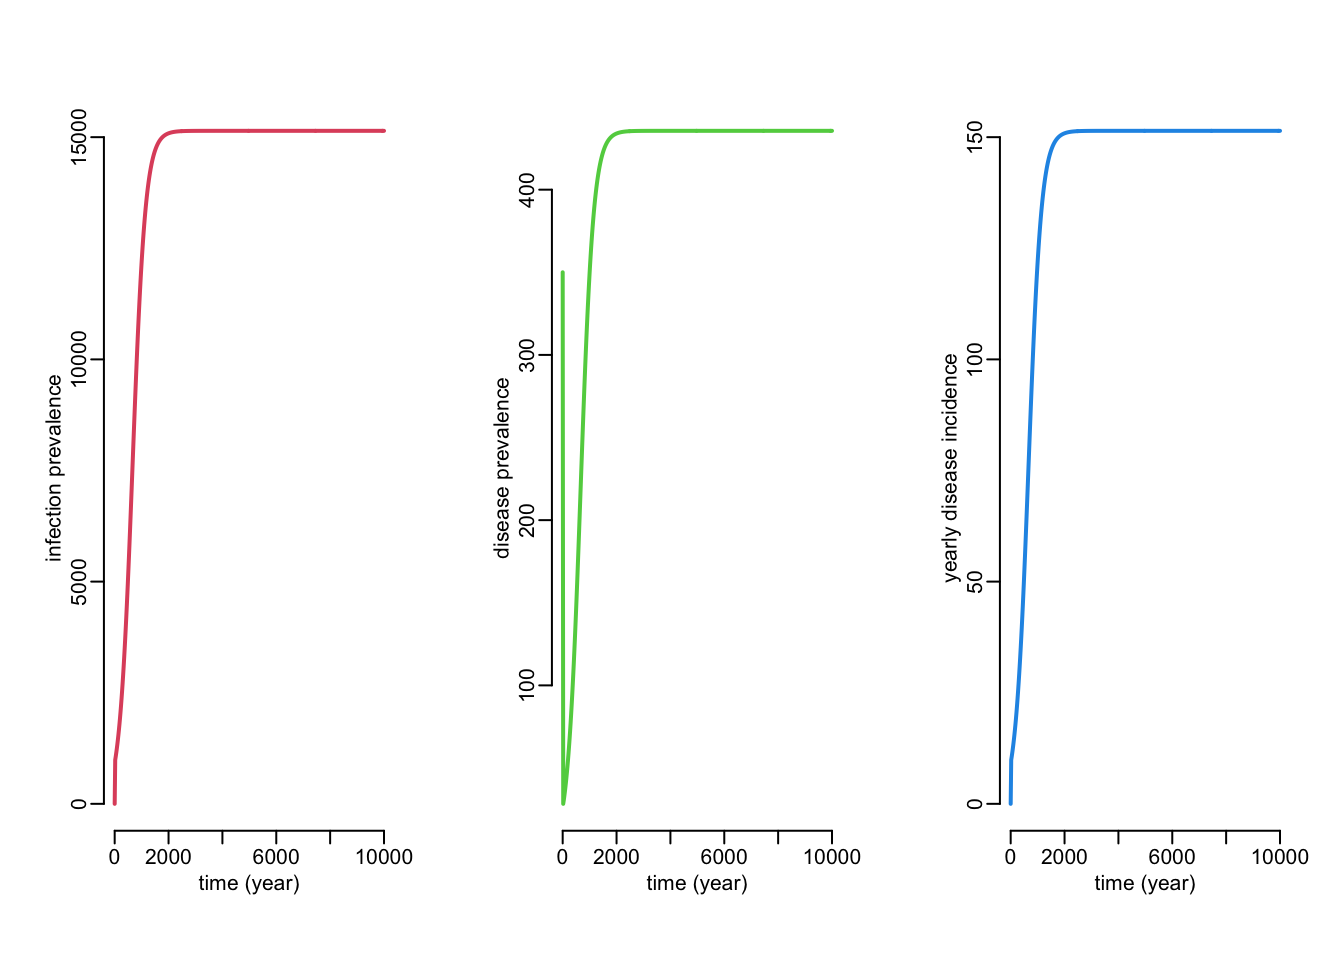 infection prevalence
15000
10000
5000
0
0 2000 6000 10000
time (year)
disease prevalence
400
300
200
100
0 2000 6000 10000
time (year)
yearly disease incidence
150
100
50
0
0 2000 6000 10000
time (year)